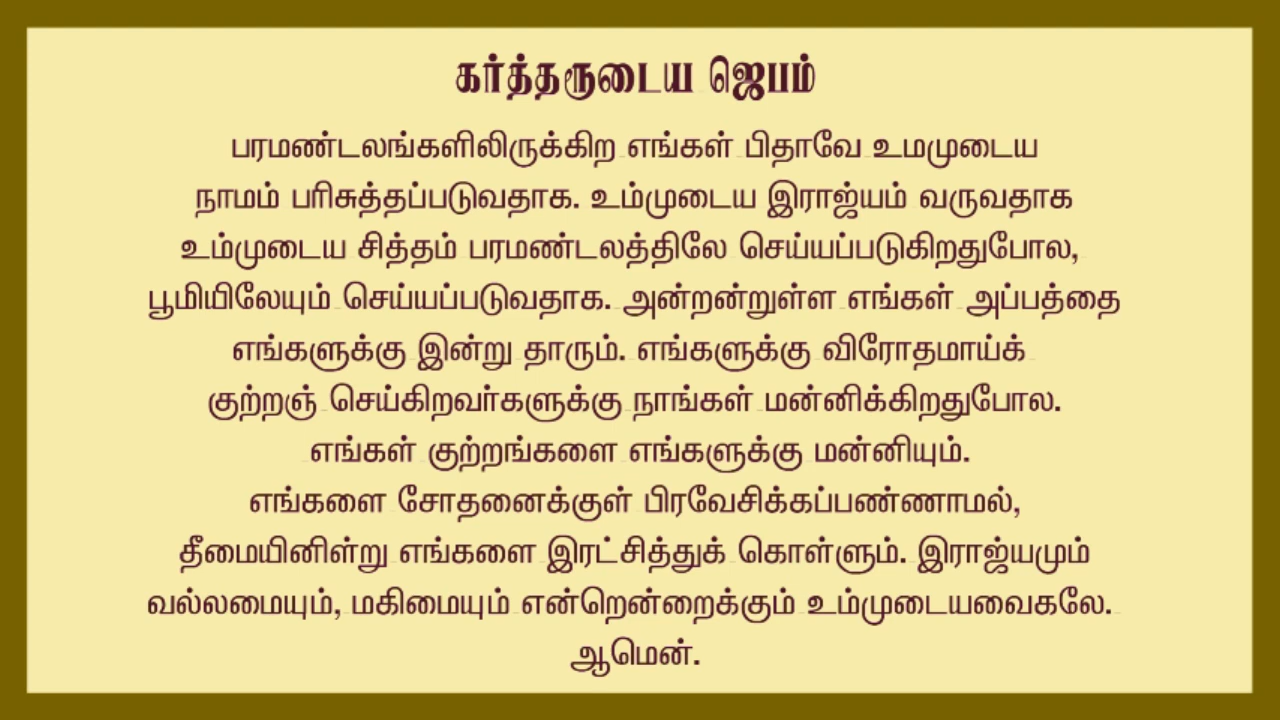 கர்த்தருடைய ஜெபம்
பரமண்டலங்களிலிருக்கிற எங்கள் பிதாவே உமமுடைய
நாமம் பரிசுத்தப்படுவதாக. உம்முடைய இராஜ்யம் வருவதாக
உம்முடைய சித்தம் பரமண்டலத்திலே செய்யப்படுகிறதுபோல,
பூமியிலேயும் செய்யப்படுவதாக. அன்றன்றுள்ள எங்கள் அப்பத்தை
எங்களுக்கு இன்று தாரும். எங்களுக்கு விரோதமாய்க்
குற்றஞ் செய்கிறவர்களுக்கு நாங்கள் மன்னிக்கிறதுபோல.
எங்கள் குற்றங்களை எங்களுக்கு மன்னியும்.
எங்களை சோதனைக்குள் பிரவேசிக்கப்பண்ணாமல்,
தீமையினின்று எங்களை இரட்சித்துக் கொள்ளும். இராஜ்யமும்
வல்லமையும், மகிமையும் என்றென்றைக்கும் உம்முடையவைகலே.
ஆமென்.